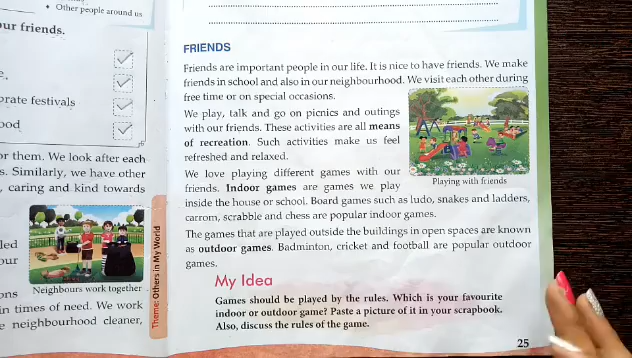 • Other people around us
our friends.
orate festivals
ood
or them. We look after each
s. Similarly, we have other
, caring and kind towards
led
our
Neighbours work together
ons
in times of need. We work
e neighbourhood cleaner,
Theme: Others in My World
FRIENDS
Friends are important people in our life. It is nice to have friends. We make
friends in school and also in our neighbourhood. We visit each other during
free time or on special occasions.
We play, talk and go on picnics and outings
with our friends. These activities are all means
of recreation. Such activities make us feel
refreshed and relaxed.
We love playing different games with our
friends. Indoor games are games we play
Playing with friends
inside the house or school. Board games such as ludo, snakes and ladders,
carrom, scrabble and chess are popular indoor games.
The games that are played outside the buildings in open spaces are known
as outdoor games. Badminton, cricket and football are popular outdoor
games.
My Idea
Games should be played by the rules. Which is your favourite
indoor or outdoor game? Paste a picture of it in your scrapbook.
Also, discuss the rules of the game.
25